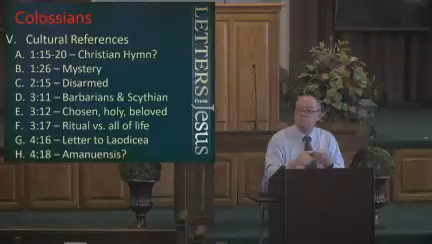 Colossians
V. Cultural References
A. 1:15-20 – Christian Hymn?
B. 1:26 – Mystery
C. 2:15 – Disarmed
D. 3:11 – Barbarians & Scythian
E. 3:12 – Chosen, holy, beloved
F. 3:17 – Ritual vs. all of life
G. 4:16 – Letter to Laodicea
H. 4:18 – Amanuensis?
LETTERS from Jesus